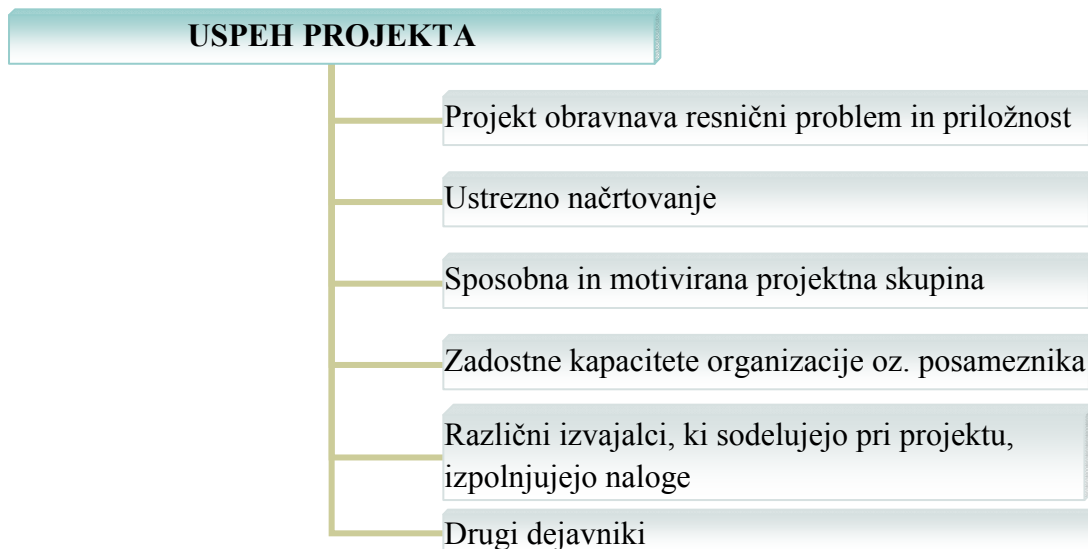 USPEH PROJEKTA
Projekt obravnava resnični problem in priložnost
Ustrezno načrtovanje
Sposobna in motivirana projektna skupina
Zadostne kapacitete organizacije oz. posameznika
Različni izvajalci, ki sodelujejo pri projektu,
izpolnjujejo naloge
Drugi dejavniki